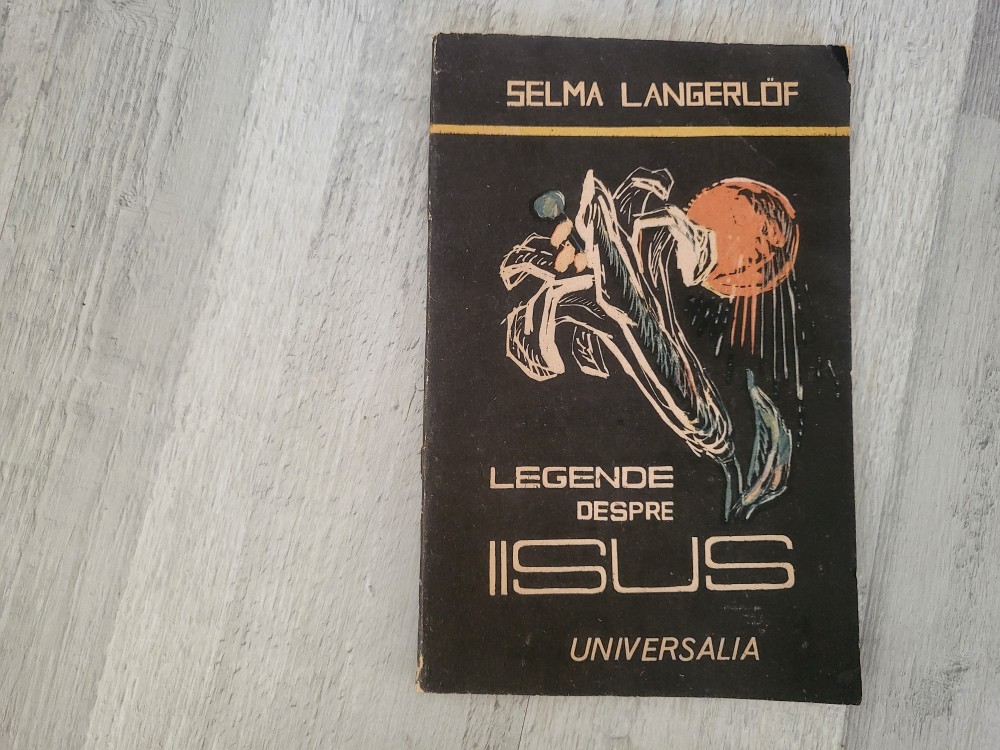 SELMA LANGERLÖF
LEGENDE
DESPRE
IISUS
UNIVERSALIA